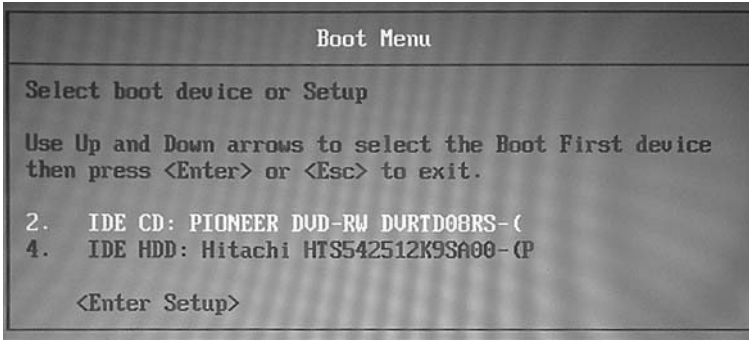 Boot Menu
Select boot device or Setup
Use Up and Down arrows to select the Boot First device
then press <Enter> or <Esc> to exit.
2. IDE CD: PIONEER DVD-RW DVRTD08RS-(
4. IDE HDD: Hitachi HTS542512K9SA00-(P
<Enter Setup>